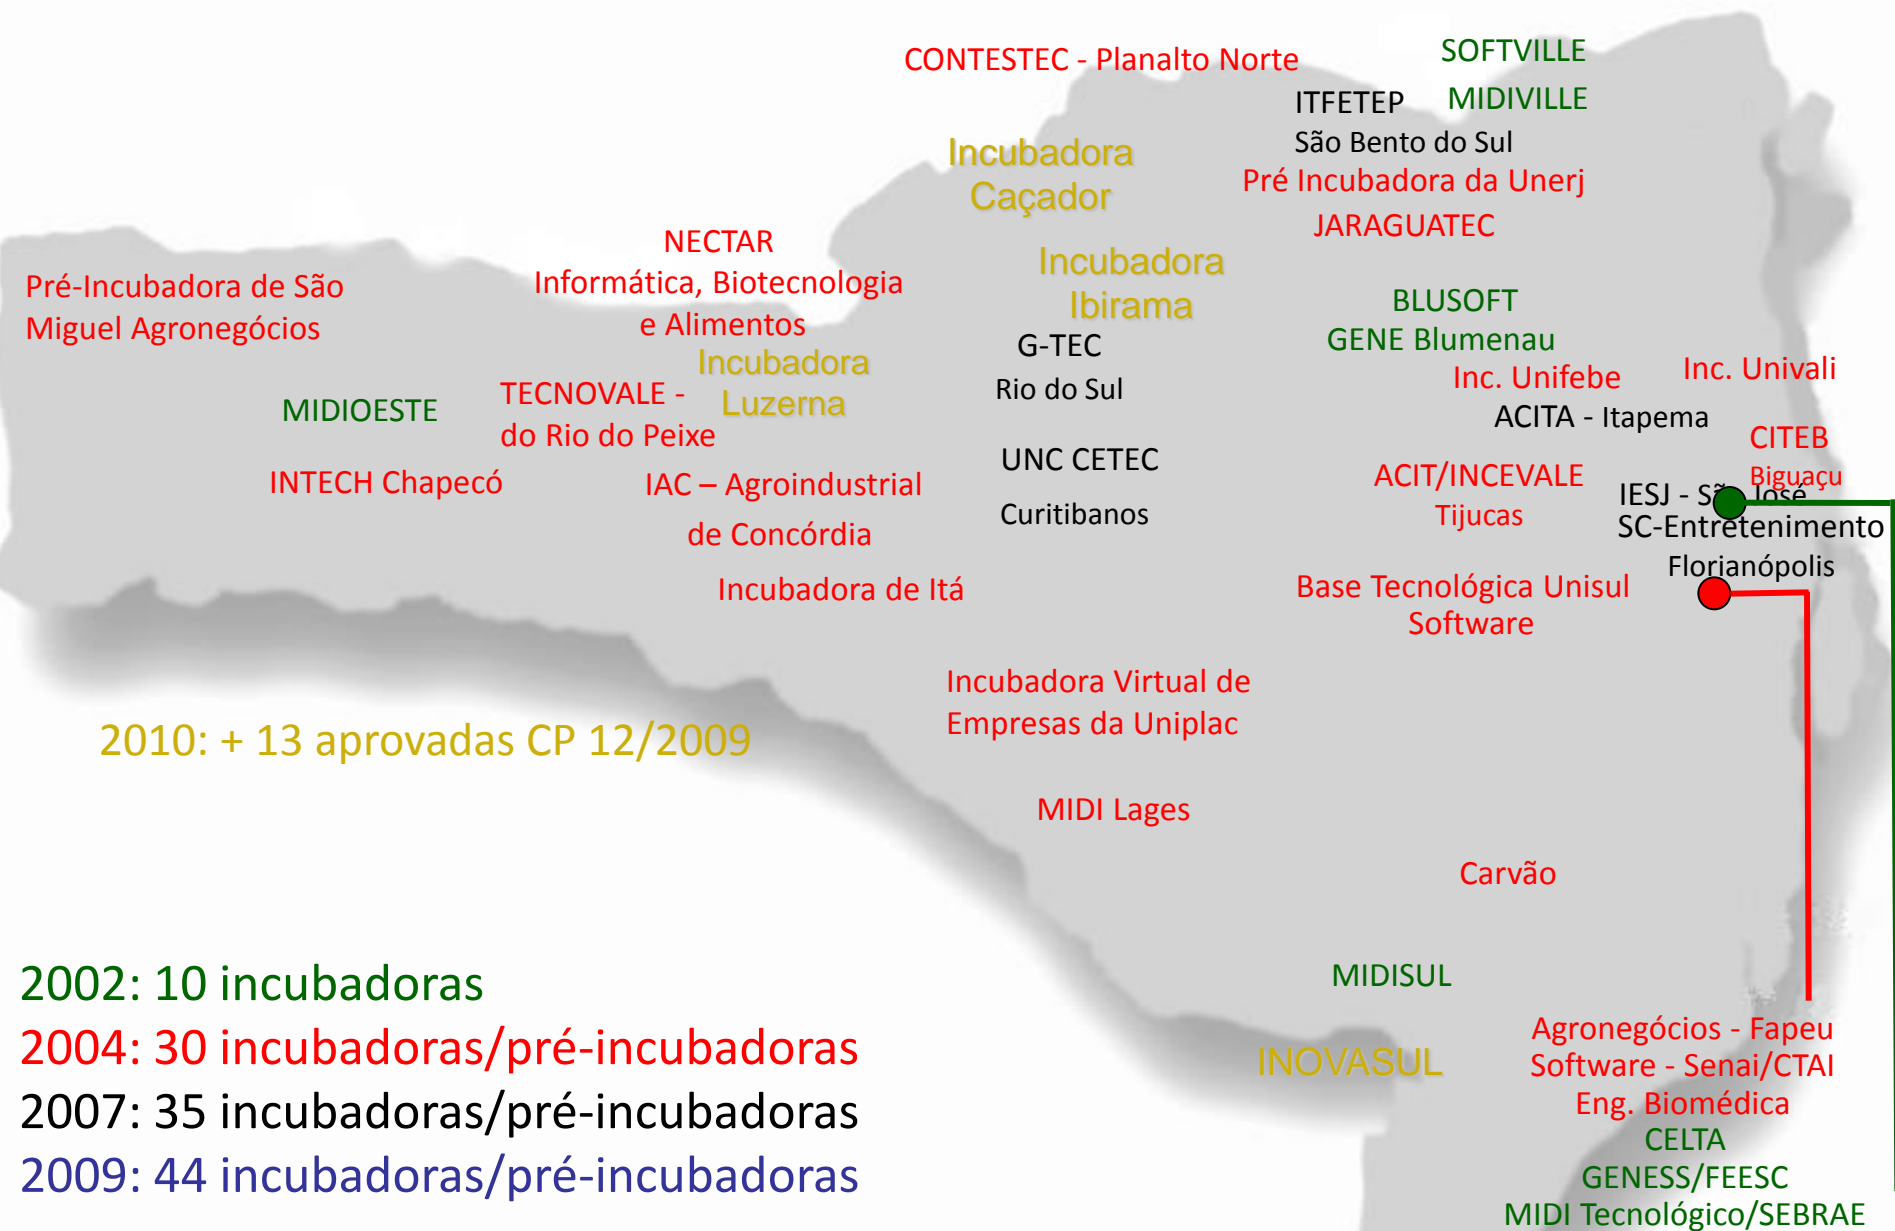 CONTESTEC - Planalto Norte
SOFTVILLE
ITFETEP
MIDIVILLE
São Bento do Sul
Pré Incubadora da Unerj
JARAGUATEC
Incubadora
Caçador
NECTAR
Informática, Biotecnologia
e Alimentos
Pré-Incubadora de São
Miguel Agronegócios
Incubadora
Ibirama
BLUSOFT
GENE Blumenau
G-TEC
Rio do Sul
Incubadora
Luzerna
Inc. Unifebe
Inc. Univali
MIDIOESTE
TECNOVALE -
do Rio do Peixe
ACITA - Itapema
CITEB
Biguaçu
INTECH Chapecó
IAC – Agroindustrial
de Concórdia
UNC CETEC
Curitibanos
ACIT/INCEVALE
Tijucas
IESJ - São José
SC-Entretenimento
Florianópolis
Incubadora de Itá
Base Tecnológica Unisul
Software
Incubadora Virtual de
Empresas da Uniplac
2010: + 13 aprovadas CP 12/2009
MIDI Lages
Carvão
MIDISUL
INOVASUL
2002: 10 incubadoras
2004: 30 incubadoras/pré-incubadoras
2007: 35 incubadoras/pré-incubadoras
2009: 44 incubadoras/pré-incubadoras
Agronegócios - Fapeu
Software - Senai/CTAI
Eng. Biomédica
CELTA
GENESS/FEESC
MIDI Tecnológico/SEBRAE